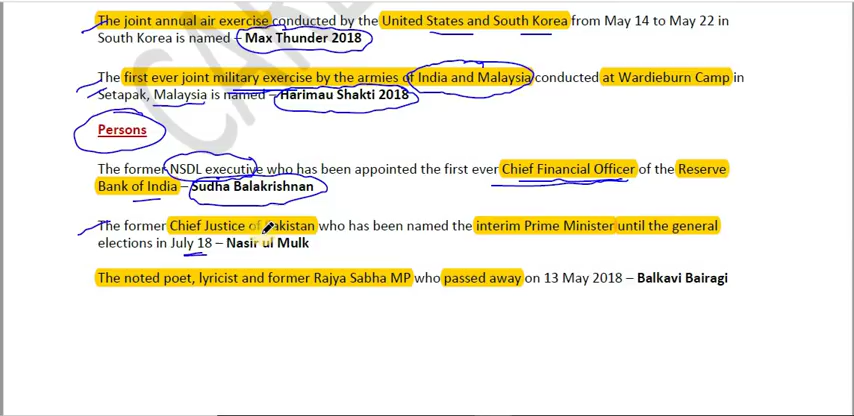 The joint annual air exercise conducted by the United States and South Korea from May 14 to May 22 in
South Korea is named – Max Thunder 2018
The first ever joint military exercise by the armies of India and Malaysia conducted at Wardieburn Camp in
Setapak, Malaysia is named – Harimau Shakti 2018
Persons
The former NSDL executive who has been appointed the first ever Chief Financial Officer of the Reserve
Bank of India – Sudha Balakrishnan
The former Chief Justice of Pakistan who has been named the interim Prime Minister until the general
elections in July 18 – Nasir ul Mulk
The noted poet, lyricist and former Rajya Sabha MP who passed away on 13 May 2018 – Balkavi Bairagi